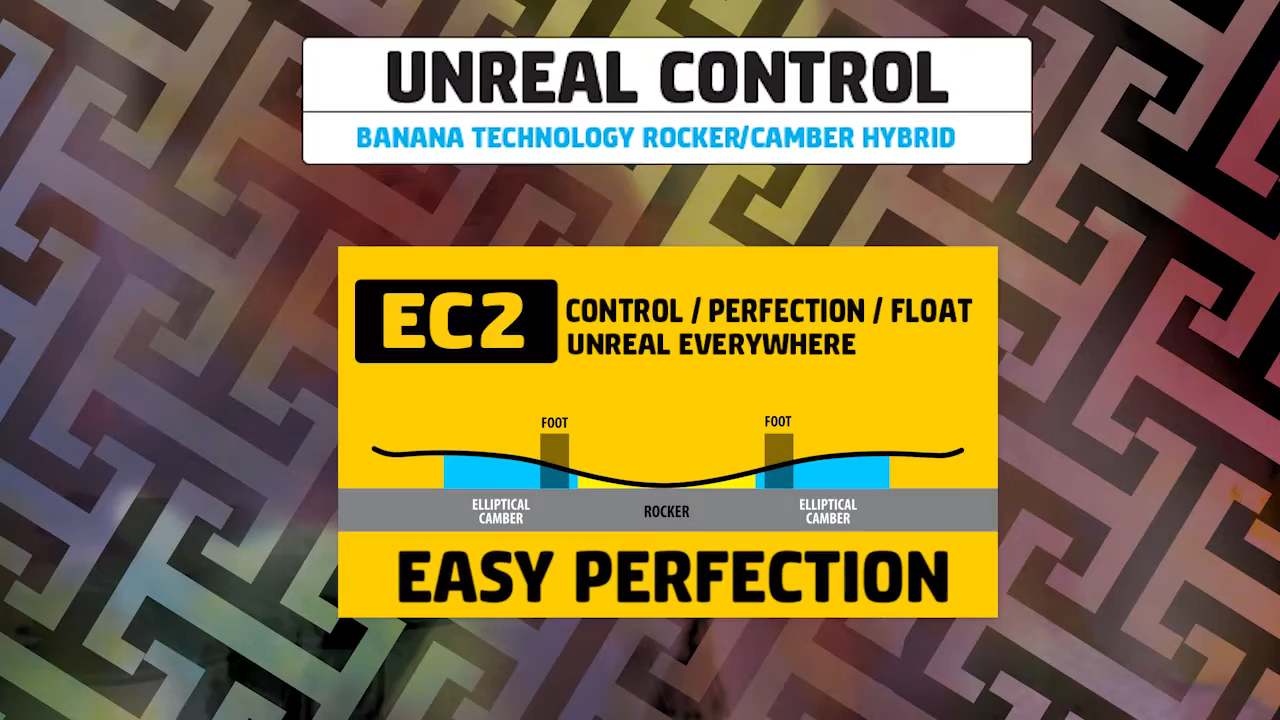 UNREAL CONTROL
BANANA TECHNOLOGY ROCKER/CAMBER HYBRID
EC2
CONTROL / PERFECTION / FLOAT
UNREAL EVERYWHERE
FOOT
FOOT
ELLIPTICAL
CAMBER
ROCKER
ELLIPTICAL
CAMBER
EASY PERFECTION